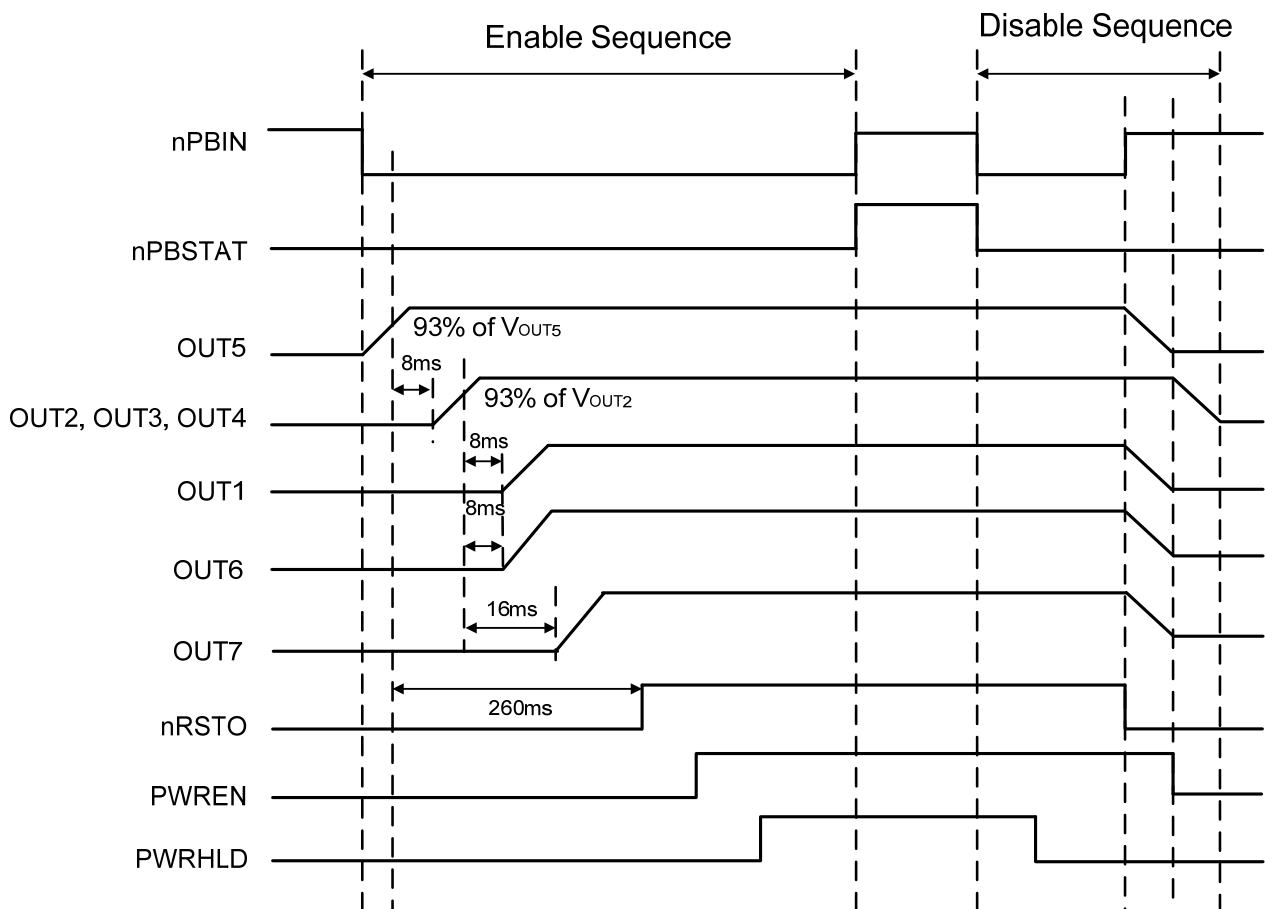 Enable Sequence
Disable Sequence
nPBIN
nPBSTAT
93% of VOUT5
OUT5
8ms
93% of VOUT2
OUT2, OUT3, OUT4
8ms
OUT1
8ms
OUT6
16ms
OUT7
260ms
nRSTO
PWREN
PWRHLD